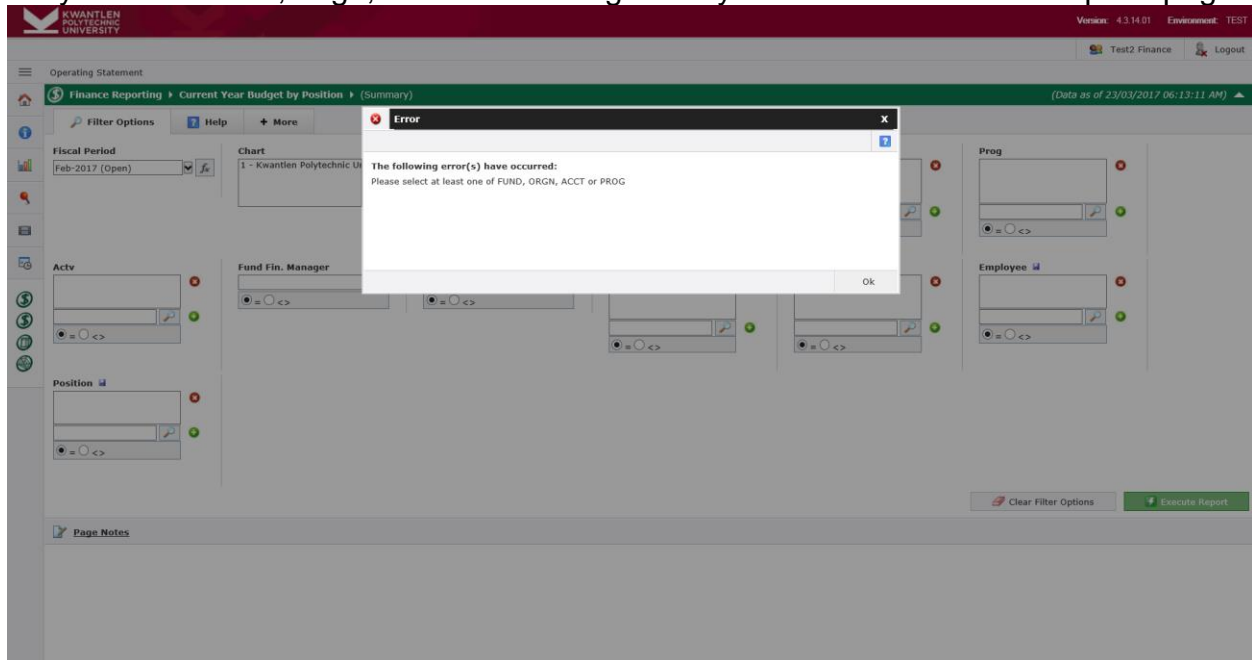 KWANTLEN
POLYTECHNIC
UNIVERSITY
Version: 4.3.14.01 Environment: TEST
Test2 Finance Logout
Operating Statement
Finance Reporting Current Year Budget by Position (Summary) (Data as of 23/03/2017 06:13:11 AM)
Filter Options Help + More
Error X
Fiscal Period Chart Prog
Feb-2017 (Open) fx 1 - Kwantlen Polytechnic Un
The following error(s) have occurred:
Please select at least one of FUND, ORGN, ACCT or PROG
= <>
Actv Fund Fin. Manager Employee
Ok
= <> = <>
= <> = <>
= <> = <>
Position
= <>
Clear Filter Options Execute Report
Page Notes